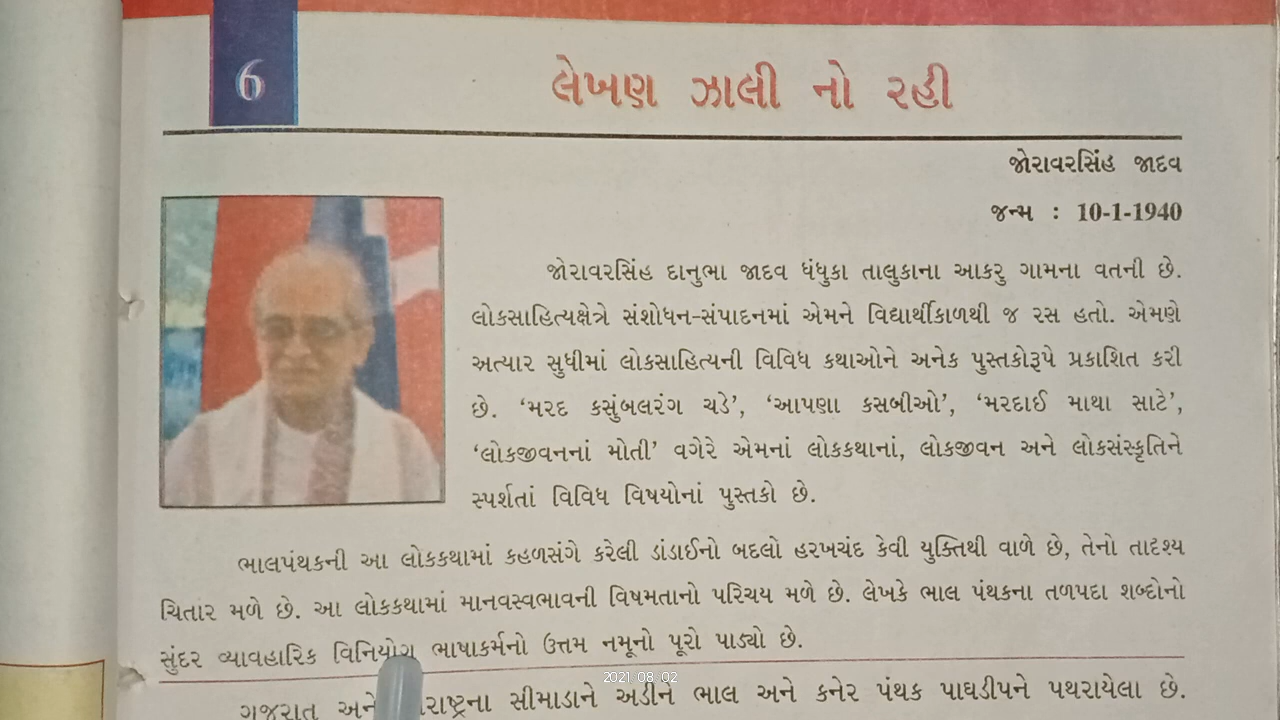 6
લેખણ ઝાલી નો રહી
જોરાવરસિંહ જાદવ
જન્મ : 10-1-1940
જોરાવરસિંહ દાનુભા જાદવ ધંધુકા તાલુકાના આકરુ ગામના વતની છે.
લોકસાહિત્યક્ષેત્રે સંશોધન-સંપાદનમાં એમને વિદ્યાર્થીકાળથી જ રસ હતો. એમણે
અત્યાર સુધીમાં લોકસાહિત્યની વિવિધ કથાઓને અનેક પુસ્તકોરૂપે પ્રકાશિત કરી
છે. ‘મરદ કસુંબલરંગ ચડે’, ‘આપણા કસબીઓ’, ‘મરદાઈ માથા સાટે’,
‘લોકજીવનનાં મોતી’ વગેરે એમનાં લોકકથાનાં, લોકજીવન અને લોકસંસ્કૃતિને
સ્પર્શતાં વિવિધ વિષયોનાં પુસ્તકો છે.
ભાલપંથકની આ લોકકથામાં કહળસંગે કરેલી ડાંડાઈનો બદલો હરખચંદ કેવી યુક્તિથી વાળે છે, તેનો તાદૃશ્ય
ચિતાર મળે છે. આ લોકકથામાં માનવસ્વભાવની વિષમતાનો પરિચય મળે છે. લેખકે ભાલ પંથકના તળપદા શબ્દોનો
સુંદર વ્યાવહારિક વિનિયોગ ભાષાકર્મનો ઉત્તમ નમૂનો પૂરો પાડ્યો છે.
2021 08 02
ગુજરાત અને સીમાડાને અડીને ભાલ અને કનેર પંથક પાઘડીપને પથરાયેલા છે.